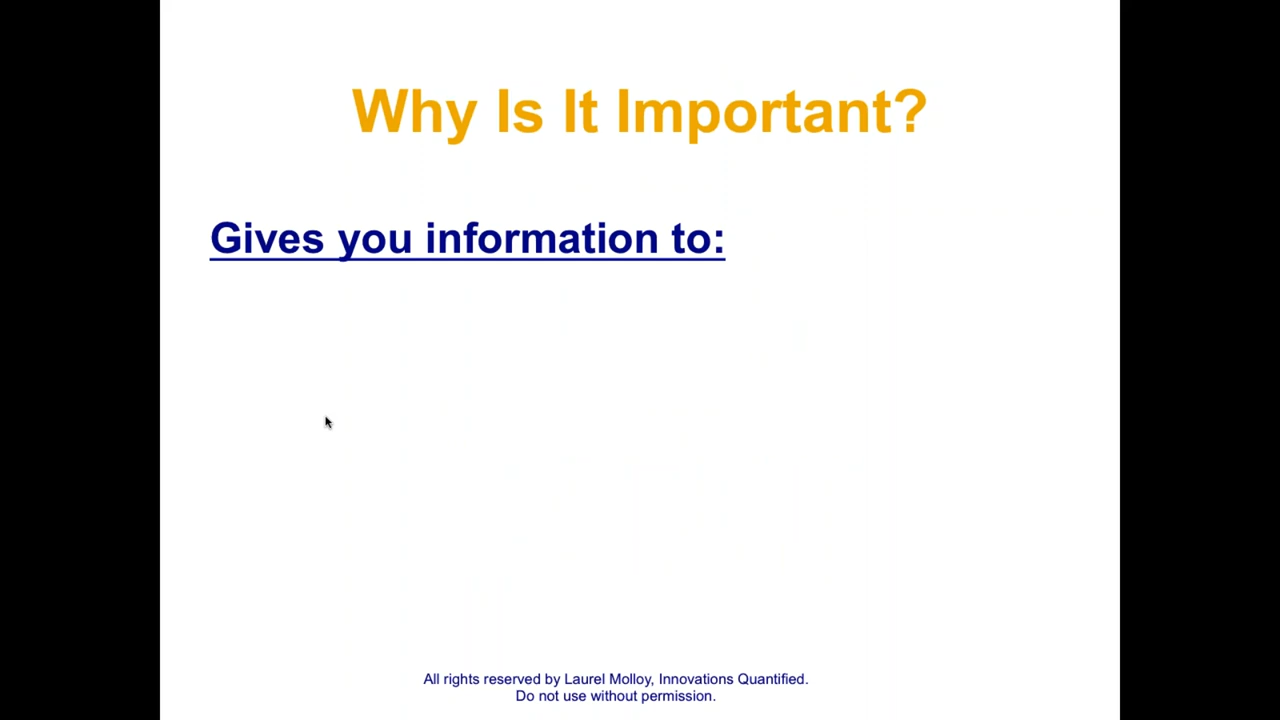 Why Is It Important?
Gives you information to:
All rights reserved by Laurel Molloy, Innovations Quantified.
Do not use without permission.